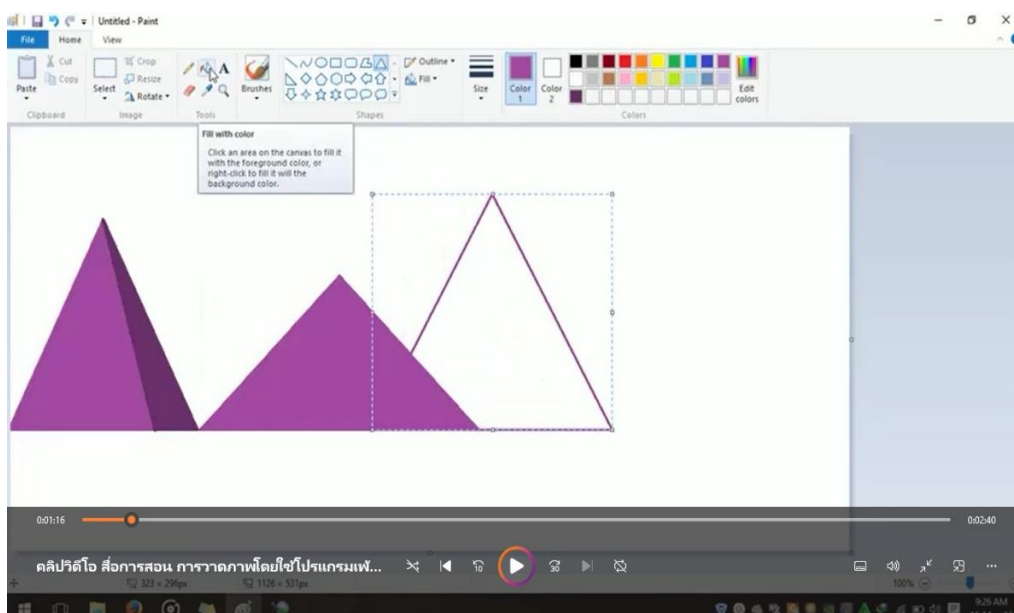 Untitled - Paint
File Home View
Paste
Cut
Copy
Clipboard
Select
Crop
Resize
Rotate
Image
A
Tools
Brushes
Outline
Fill
Shapes
Size
Color 1
Color 2
Edit colors
Colors
Fill with color
Click an area on the canvas to fill it
with the foreground color, or
right-click to fill it will the
background color.
0:01:16
0:02:40
คลิปวิดีโอ สื่อการสอน การวาดภาพโดยใช้โปรแกรมเพ้...
10
30
323 × 296px
1126 × 531px
100%
9:26 AM